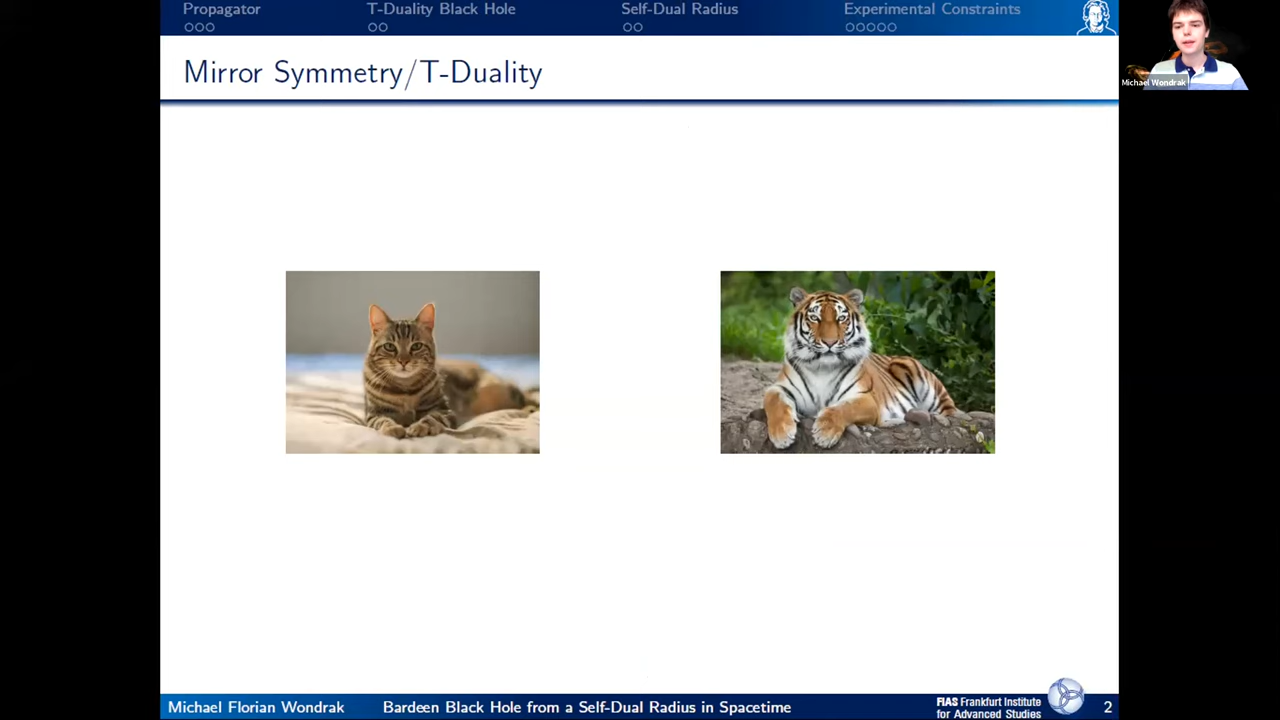 Propagator
T-Duality Black Hole
Self-Dual Radius
Experimental Constraints
Michael Wondrak
Mirror Symmetry/T-Duality
Michael Florian Wondrak
Bardeen Black Hole from a Self-Dual Radius in Spacetime
FIAS Frankfurt Institute
for Advanced Studies
2